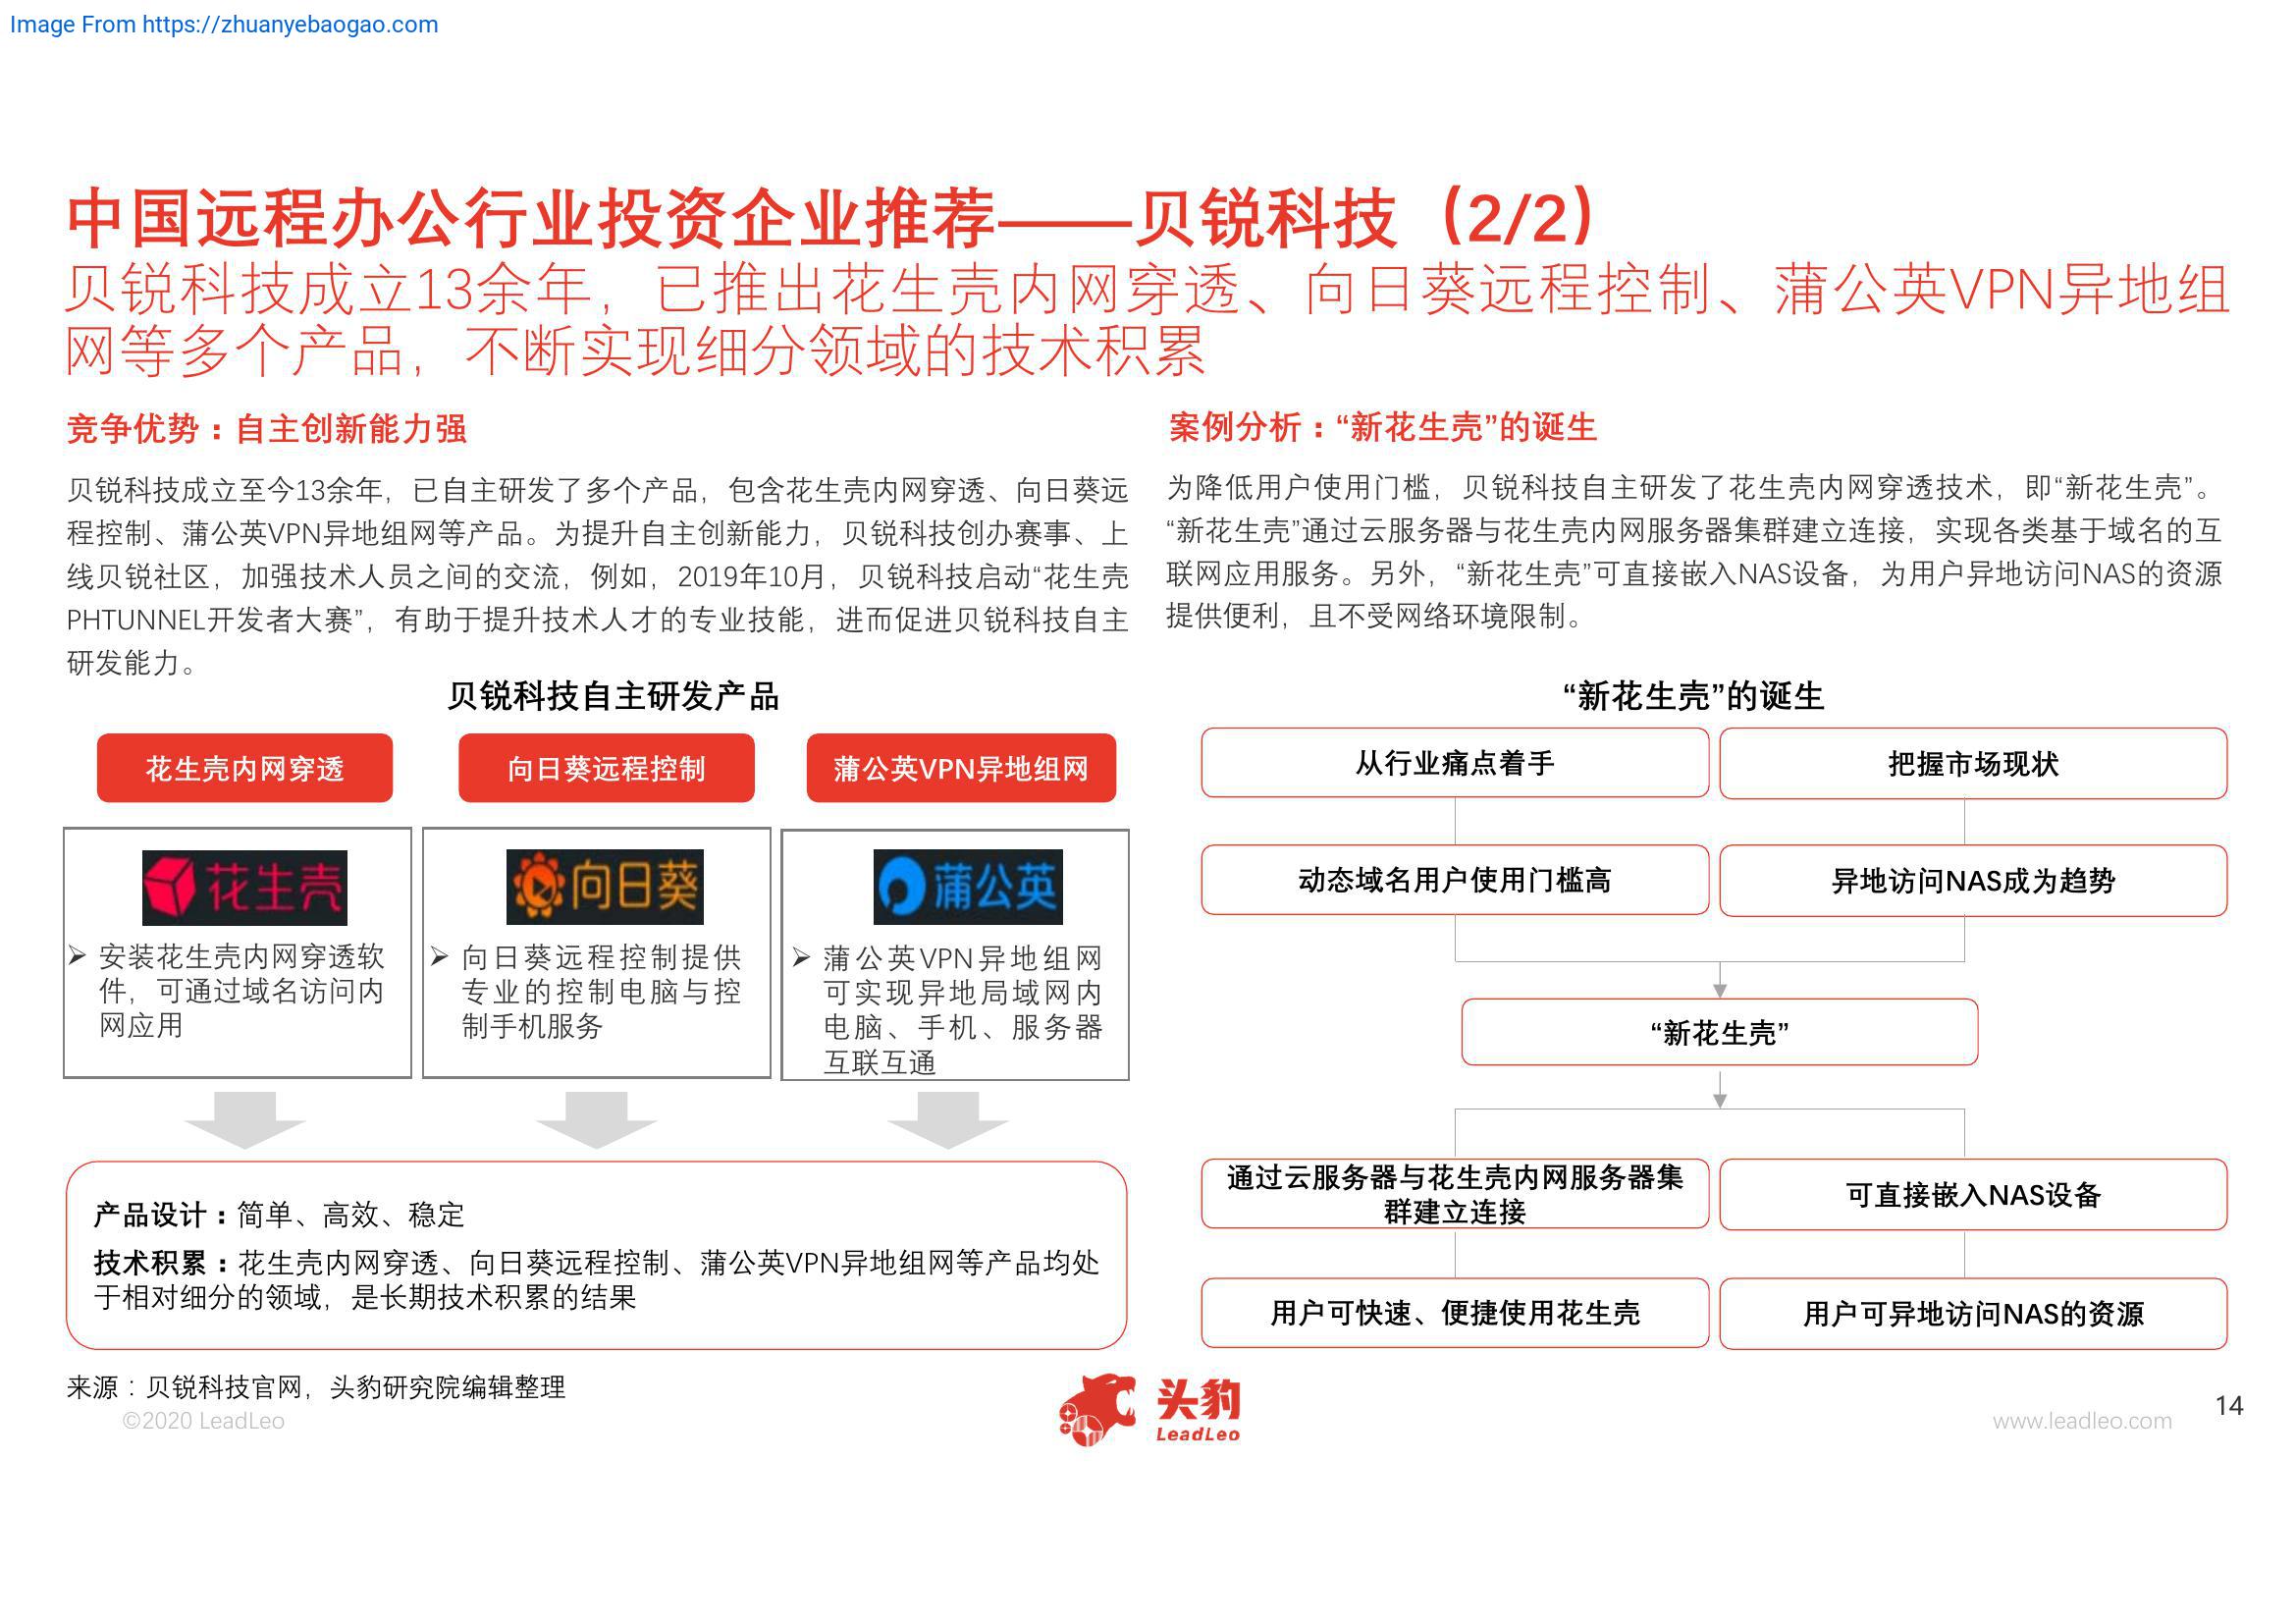 Image From https://zhuanyebaogao.com
中国远程办公行业投资企业推荐——贝锐科技（2/2）
贝锐科技成立13余年，已推出花生壳内网穿透、向日葵远程控制、蒲公英VPN异地组
网等多个产品，不断实现细分领域的技术积累
竞争优势：自主创新能力强
贝锐科技成立至今13余年，已自主研发了多个产品，包含花生壳内网穿透、向日葵远
程控制、蒲公英VPN异地组网等产品。为提升自主创新能力，贝锐科技创办赛事、上
线贝锐社区，加强技术人员之间的交流，例如，2019年10月，贝锐科技启动“花生壳
PHTUNNEL开发者大赛”，有助于提升技术人才的专业技能，进而促进贝锐科技自主
研发能力。
贝锐科技自主研发产品
花生壳内网穿透
向日葵远程控制
蒲公英VPN异地组网
花生壳
向日葵
蒲公英
➢ 安装花生壳内网穿透软
件，可通过域名访问内
网应用
➢ 向日葵远程控制提供
专业的控制电脑与控
制手机服务
➢ 蒲公英VPN异地组网
可实现异地局域网内
电脑、手机、服务器
互联互通
产品设计：简单、高效、稳定
技术积累：花生壳内网穿透、向日葵远程控制、蒲公英VPN异地组网等产品均处
于相对细分的领域，是长期技术积累的结果
案例分析：“新花生壳”的诞生
为降低用户使用门槛，贝锐科技自主研发了花生壳内网穿透技术，即“新花生壳”。
“新花生壳”通过云服务器与花生壳内网服务器集群建立连接，实现各类基于域名的互
联网应用服务。另外，“新花生壳”可直接嵌入NAS设备，为用户异地访问NAS的资源
提供便利，且不受网络环境限制。
“新花生壳”的诞生
从行业痛点着手
把握市场现状
动态域名用户使用门槛高
异地访问NAS成为趋势
“新花生壳”
通过云服务器与花生壳内网服务器集
群建立连接
可直接嵌入NAS设备
用户可快速、便捷使用花生壳
用户可异地访问NAS的资源
来源：贝锐科技官网，头豹研究院编辑整理
©2020 LeadLeo
头豹
LeadLeo
www.leadleo.com
14